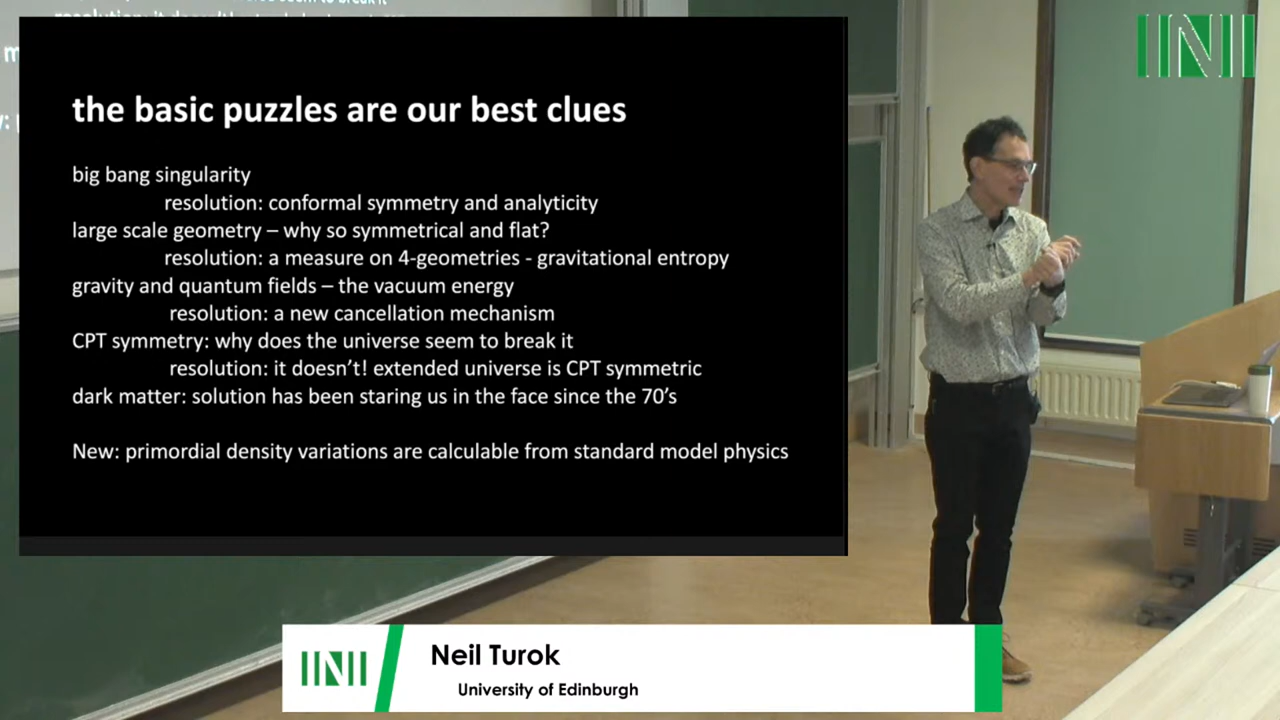 the basic puzzles are our best clues
big bang singularity
resolution: conformal symmetry and analyticity
large scale geometry – why so symmetrical and flat?
resolution: a measure on 4-geometries - gravitational entropy
gravity and quantum fields – the vacuum energy
resolution: a new cancellation mechanism
CPT symmetry: why does the universe seem to break it
resolution: it doesn't! extended universe is CPT symmetric
dark matter: solution has been staring us in the face since the 70's
New: primordial density variations are calculable from standard model physics
INI
INI
Neil Turok
University of Edinburgh